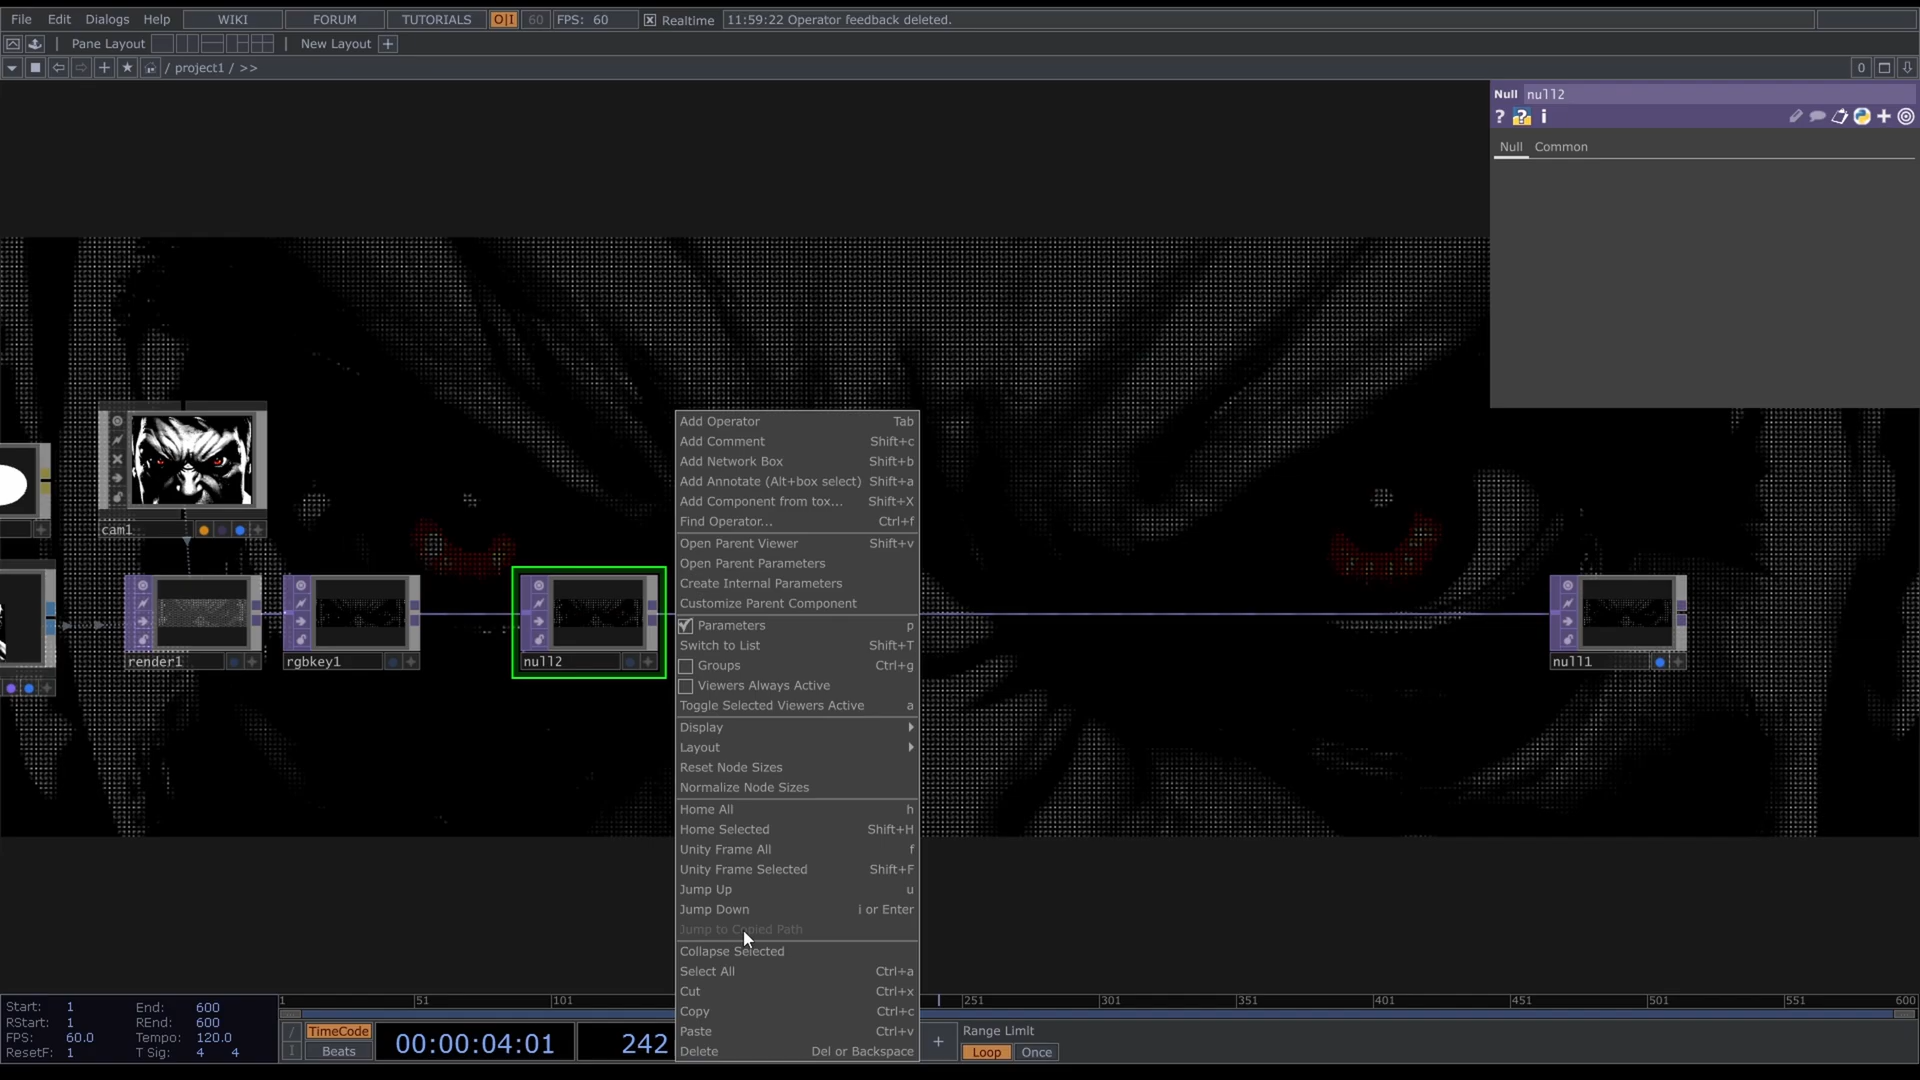 File Edit Dialogs Help WIKI FORUM TUTORIALS O|I 60 FPS: 60 Realtime 11:59:22 Operator feedback deleted.
Pane Layout New Layout +
/ project1 / >> 0
Null null2
? ? i
Null Common
cam1
render1
rgbkey1
null2
null1
Add Operator Tab
Add Comment Shift+c
Add Network Box Shift+b
Add Annotate (Alt+box select) Shift+a
Add Component from tox... Shift+X
Find Operator... Ctrl+f
Open Parent Viewer Shift+v
Open Parent Parameters
Create Internal Parameters
Customize Parent Component
Parameters p
Switch to List Shift+T
Groups Ctrl+g
Viewers Always Active
Toggle Selected Viewers Active a
Display
Layout
Reset Node Sizes
Normalize Node Sizes
Home All h
Home Selected Shift+H
Unity Frame All f
Unity Frame Selected Shift+F
Jump Up u
Jump Down i or Enter
Jump to Copied Path
Collapse Selected
Select All Ctrl+a
Cut Ctrl+x
Copy Ctrl+c
Paste Ctrl+v
Delete Del or Backspace
1 51 101 251 301 351 401 451 501 551 600
Start: 1 End: 600
RStart: 1 REnd: 600
FPS: 60.0 Tempo: 120.0
ResetF: 1 T Sig: 4 4
/ TimeCode
I Beats
00:00:04:01 242
+
Range Limit
Loop Once